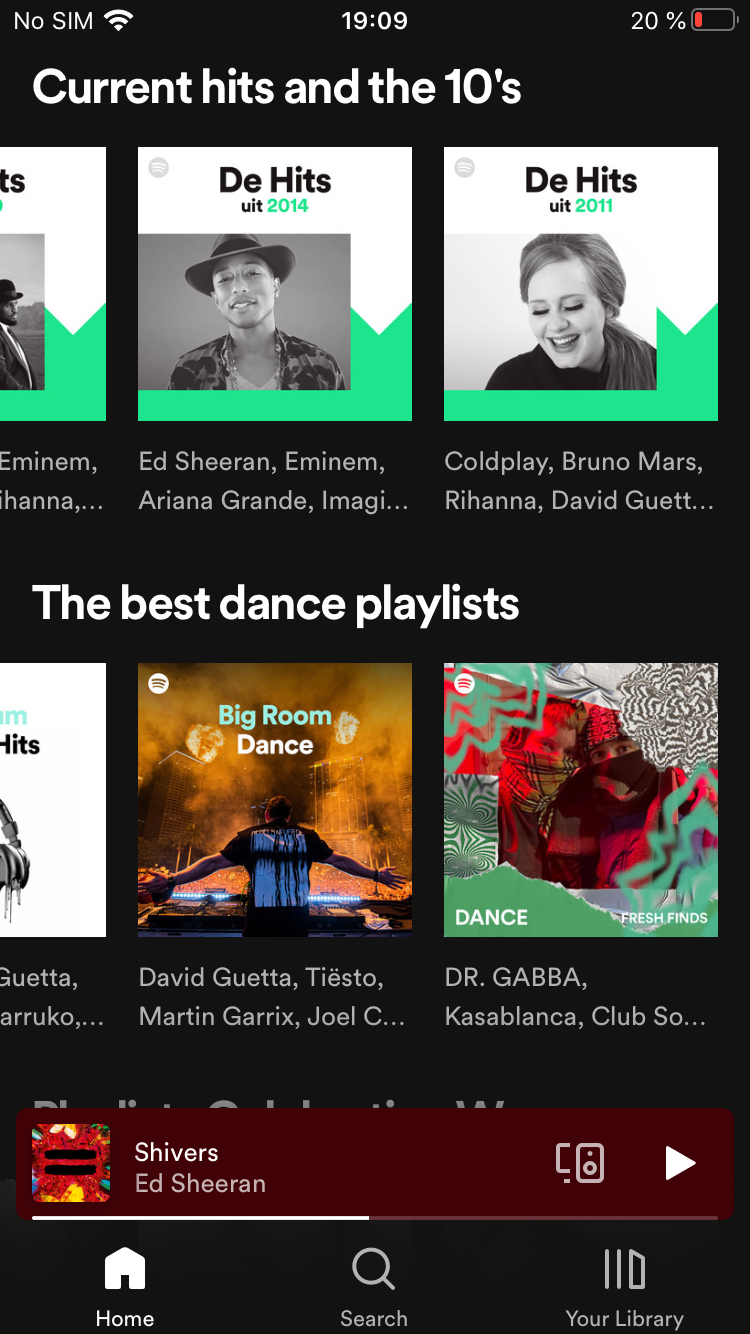 No SIM
19:09
20 %
Current hits and the 10's
ts
De Hits
uit 2014
De Hits
uit 2011
Eminem,
ihanna,...
Ed Sheeran, Eminem,
Ariana Grande, Imagi...
Coldplay, Bruno Mars,
Rihanna, David Guett...
The best dance playlists
um
Hits
Big Room
Dance
DANCE
FRESH FINDS
Guetta,
arruko,...
David Guetta, Tiësto,
Martin Garrix, Joel C...
DR. GABBA,
Kasablanca, Club So...
Shivers
Ed Sheeran
Home
Search
Your Library